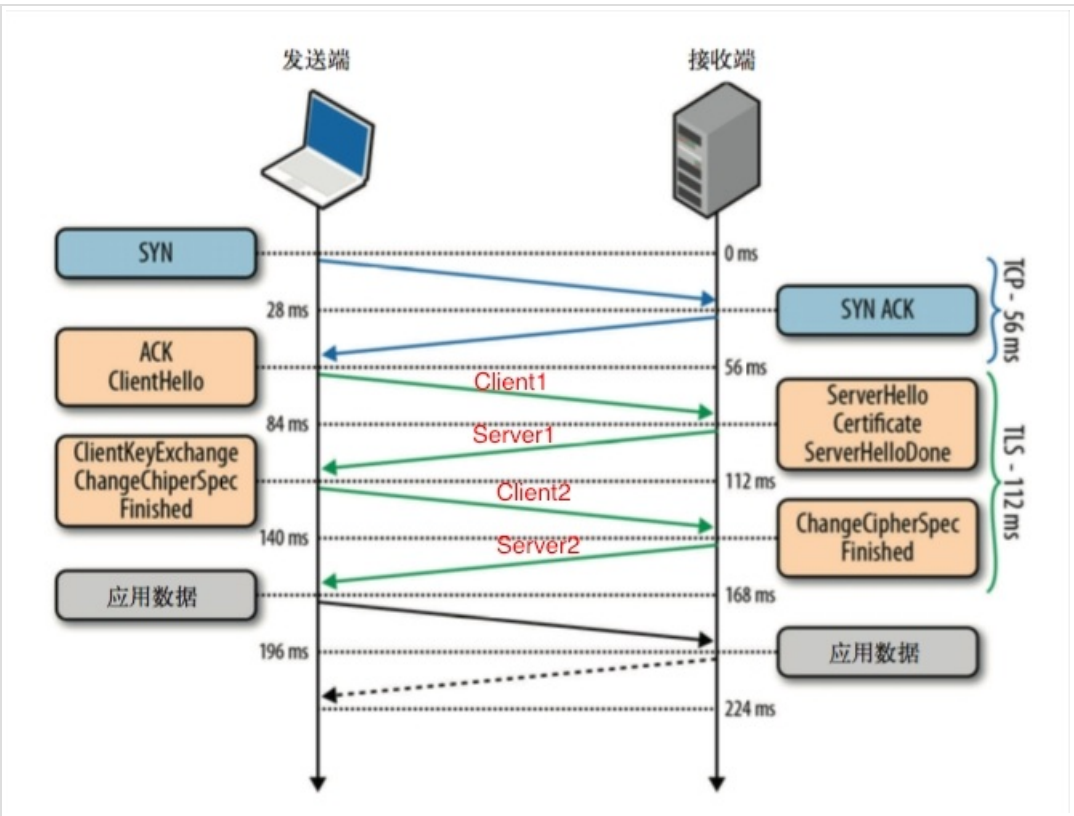 发送端
接收端
SYN
0 ms
28 ms
SYN ACK
TCP - 56 ms
ACK
ClientHello
56 ms
Client1
ServerHello
Certificate
ServerHelloDone
84 ms
Server1
ClientKeyExchange
ChangeChiperSpec
Finished
112 ms
TLS - 112 ms
Client2
140 ms
Server2
ChangeCipherSpec
Finished
应用数据
168 ms
196 ms
应用数据
224 ms